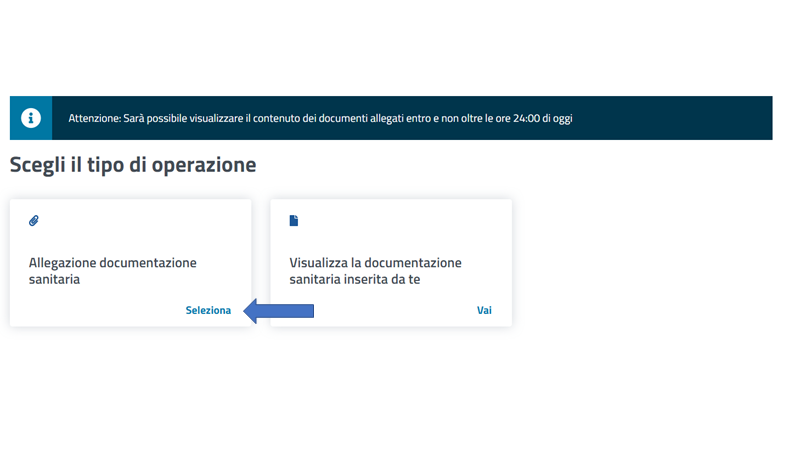 Attenzione: Sarà possibile visualizzare il contenuto dei documenti allegati entro e non oltre le ore 24:00 di oggi
Scegli il tipo di operazione
Allegazione documentazione
sanitaria
Seleziona
Visualizza la documentazione
sanitaria inserita da te
Vai